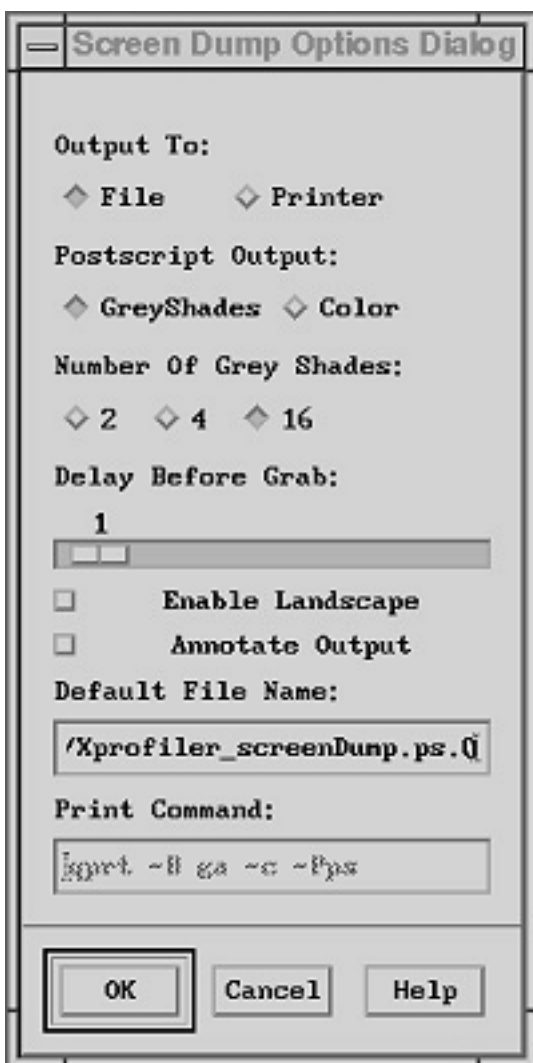 Screen Dump Options Dialog
Output To:
File Printer
Postscript Output:
GreyShades Color
Number Of Grey Shades:
2 4 16
Delay Before Grab:
1
Enable Landscape
Annotate Output
Default File Name:
/Xprofiler_screenDump.ps.0
Print Command:
OK Cancel Help